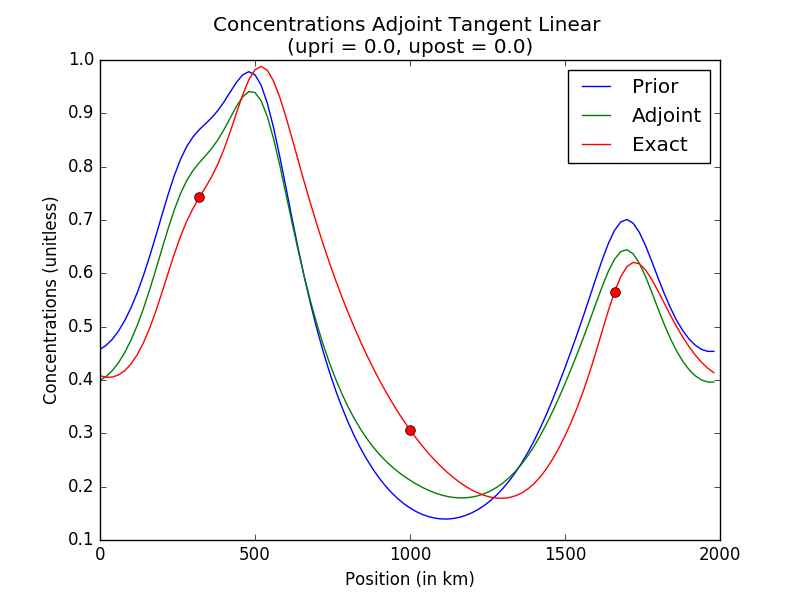 Concentrations Adjoint Tangent Linear
(upri = 0.0, upost = 0.0)
Prior
Adjoint
Exact
Concentrations (unitless)
1.0
0.9
0.8
0.7
0.6
0.5
0.4
0.3
0.2
0.1
0
500
1000
1500
2000
Position (in km)